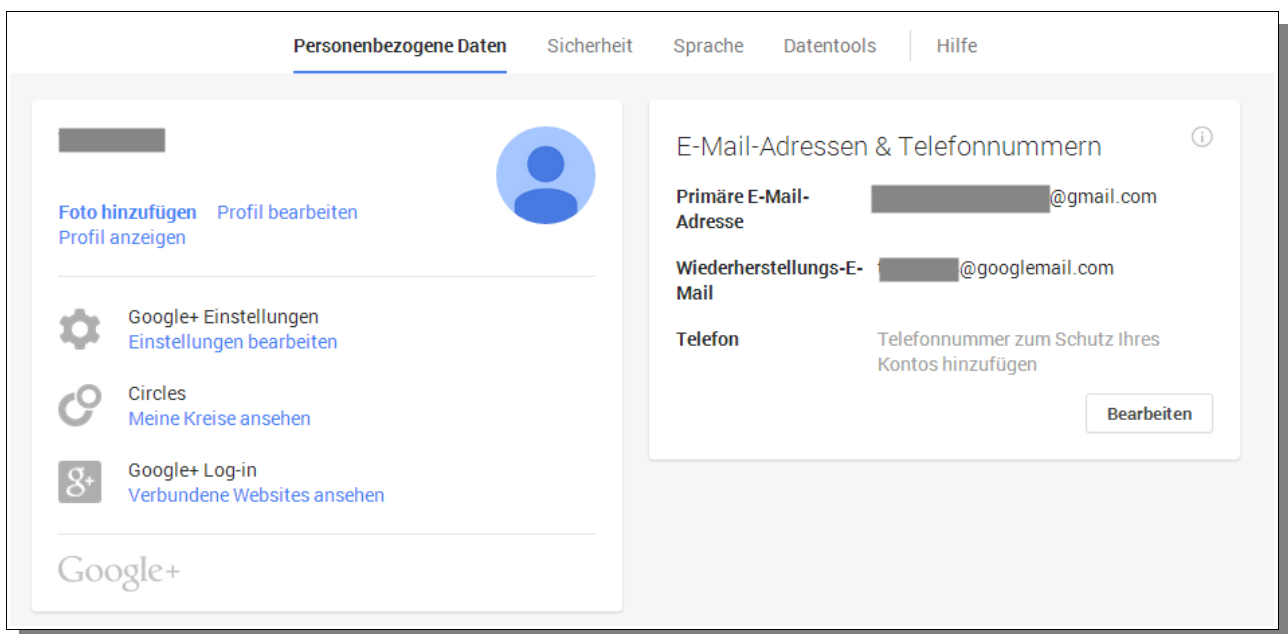 Personenbezogene Daten Sicherheit Sprache Datentools Hilfe
Foto hinzufügen Profil bearbeiten
Profil anzeigen
Google+ Einstellungen
Einstellungen bearbeiten
Circles
Meine Kreise ansehen
g+
Google+ Log-in
Verbundene Websites ansehen
Google+
E-Mail-Adressen & Telefonnummern
Primäre E-Mail-
Adresse
@gmail.com
Wiederherstellungs-E-
Mail
@googlemail.com
Telefon
Telefonnummer zum Schutz Ihres
Kontos hinzufügen
Bearbeiten